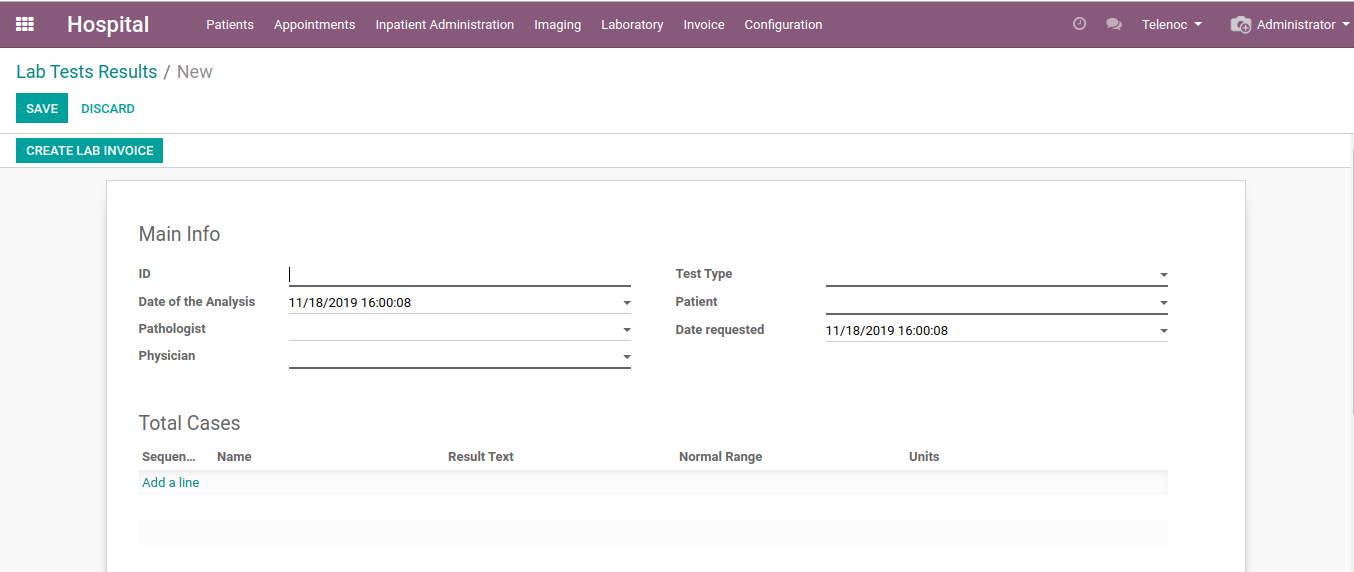 Hospital Patients Appointments Inpatient Administration Imaging Laboratory Invoice Configuration Telenoc Administrator
Lab Tests Results / New
SAVE DISCARD
CREATE LAB INVOICE
Main Info
ID Test Type
Date of the Analysis 11/18/2019 16:00:08 Patient
Pathologist Date requested 11/18/2019 16:00:08
Physician
Total Cases
Sequen... Name Result Text Normal Range Units
Add a line